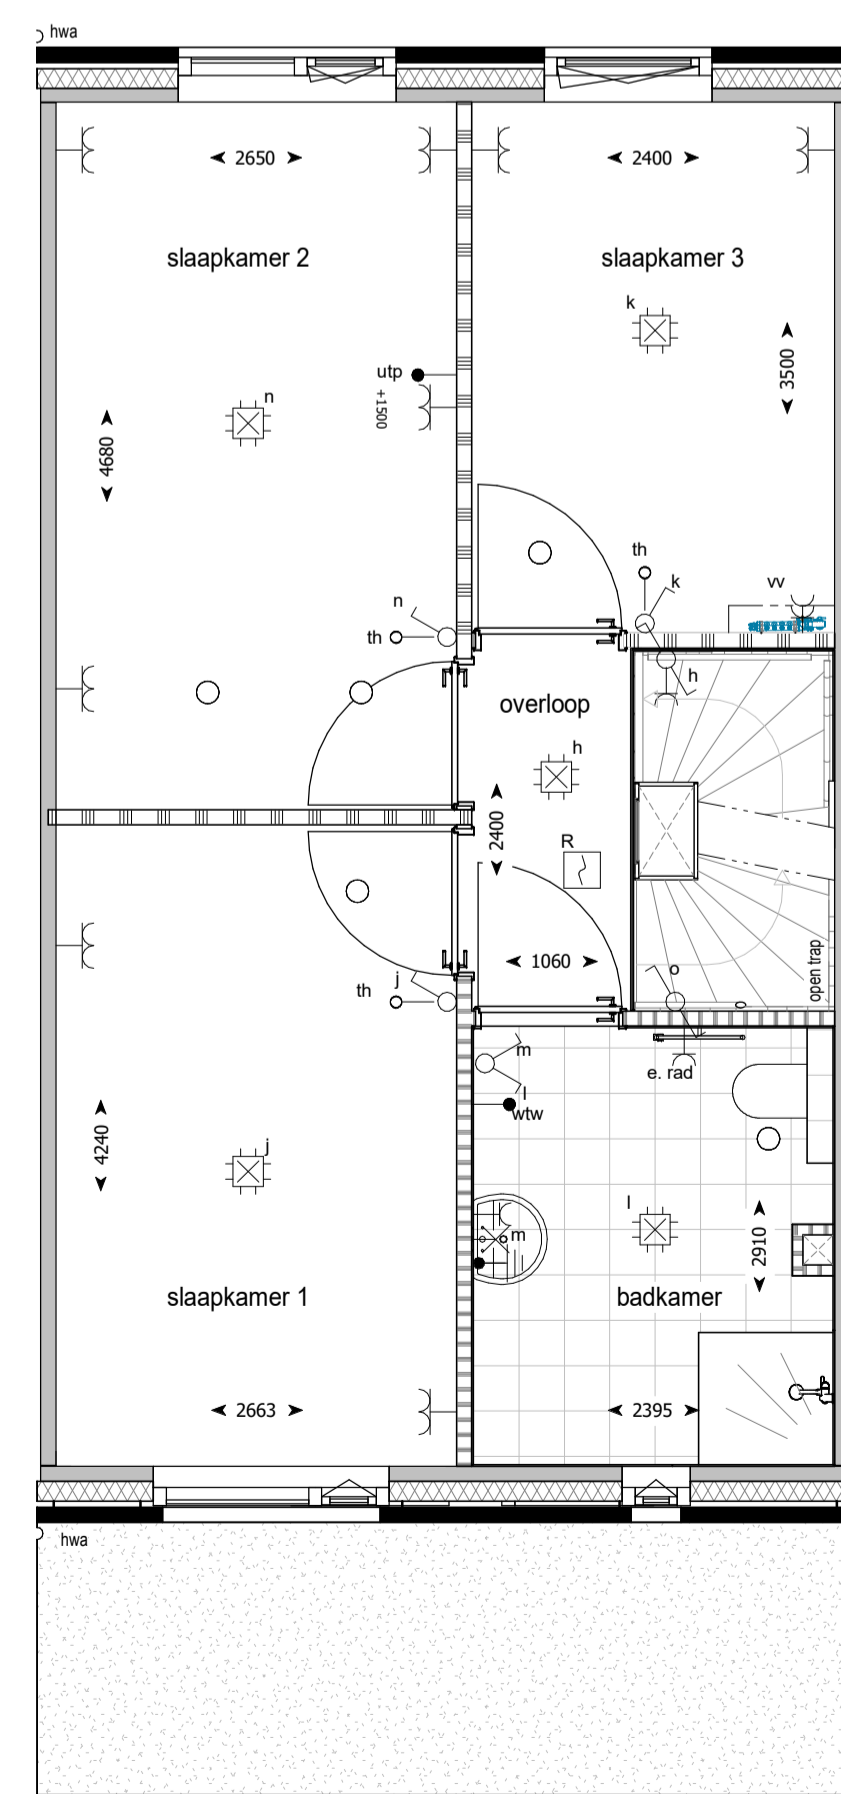 hwa
2650
2400
slaapkamer 2
slaapkamer 3
k
3500
utp
+1500
n
4680
th
k
vv
n
th
h
overloop
h
2400
R
1060
open trap
j
th
o
m
e. rad
l
wtw
4240
j
l
m
2910
slaapkamer 1
badkamer
2663
2395
hwa